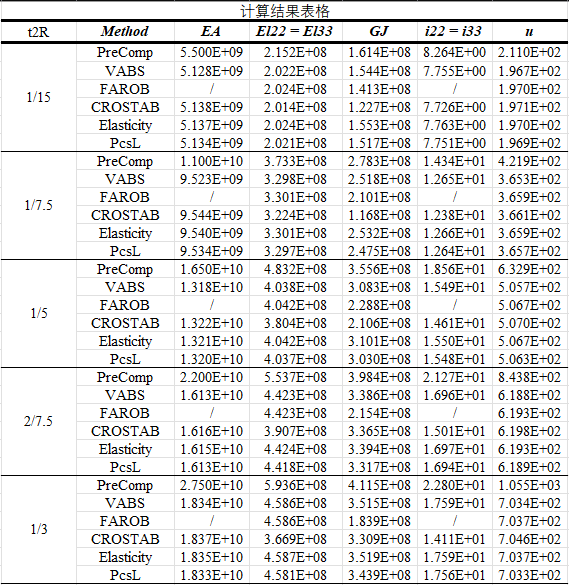 计算结果表格
t2R Method EA El22 = El33 GJ i22 = i33 u
1/15 PreComp 5.500E+09 2.152E+08 1.614E+08 8.264E+00 2.110E+02
VABS 5.128E+09 2.022E+08 1.544E+08 7.755E+00 1.967E+02
FAROB / 2.024E+08 1.413E+08 / 1.970E+02
CROSTAB 5.138E+09 2.014E+08 1.227E+08 7.726E+00 1.971E+02
Elasticity 5.137E+09 2.024E+08 1.553E+08 7.763E+00 1.970E+02
PcsL 5.134E+09 2.021E+08 1.517E+08 7.751E+00 1.969E+02
1/7.5 PreComp 1.100E+10 3.733E+08 2.783E+08 1.434E+01 4.219E+02
VABS 9.523E+09 3.298E+08 2.518E+08 1.265E+01 3.653E+02
FAROB / 3.301E+08 2.101E+08 / 3.659E+02
CROSTAB 9.544E+09 3.224E+08 1.168E+08 1.238E+01 3.661E+02
Elasticity 9.540E+09 3.301E+08 2.532E+08 1.266E+01 3.659E+02
PcsL 9.534E+09 3.297E+08 2.475E+08 1.264E+01 3.657E+02
1/5 PreComp 1.650E+10 4.832E+08 3.556E+08 1.856E+01 6.329E+02
VABS 1.318E+10 4.038E+08 3.083E+08 1.549E+01 5.057E+02
FAROB / 4.042E+08 2.288E+08 / 5.067E+02
CROSTAB 1.322E+10 3.804E+08 2.106E+08 1.461E+01 5.070E+02
Elasticity 1.321E+10 4.042E+08 3.101E+08 1.550E+01 5.067E+02
PcsL 1.320E+10 4.037E+08 3.030E+08 1.548E+01 5.063E+02
2/7.5 PreComp 2.200E+10 5.537E+08 3.984E+08 2.127E+01 8.438E+02
VABS 1.613E+10 4.423E+08 3.386E+08 1.696E+01 6.188E+02
FAROB / 4.423E+08 2.154E+08 / 6.193E+02
CROSTAB 1.616E+10 3.907E+08 3.365E+08 1.501E+01 6.198E+02
Elasticity 1.615E+10 4.424E+08 3.394E+08 1.697E+01 6.193E+02
PcsL 1.613E+10 4.418E+08 3.317E+08 1.694E+01 6.189E+02
1/3 PreComp 2.750E+10 5.936E+08 4.115E+08 2.280E+01 1.055E+03
VABS 1.834E+10 4.586E+08 3.515E+08 1.759E+01 7.034E+02
FAROB / 4.586E+08 1.839E+08 / 7.037E+02
CROSTAB 1.837E+10 3.669E+08 3.309E+08 1.411E+01 7.046E+02
Elasticity 1.835E+10 4.587E+08 3.519E+08 1.759E+01 7.037E+02
PcsL 1.833E+10 4.581E+08 3.439E+08 1.756E+01 7.033E+02